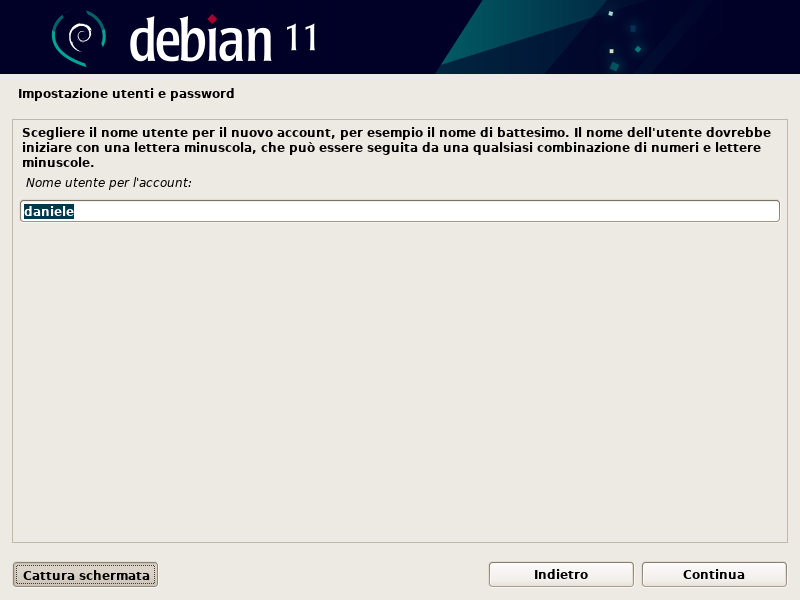 debian 11
Impostazione utenti e password
Scegliere il nome utente per il nuovo account, per esempio il nome di battesimo. Il nome dell'utente dovrebbe
iniziare con una lettera minuscola, che può essere seguita da una qualsiasi combinazione di numeri e lettere
minuscole.
Nome utente per l'account:
daniele
Cattura schermata
Indietro
Continua